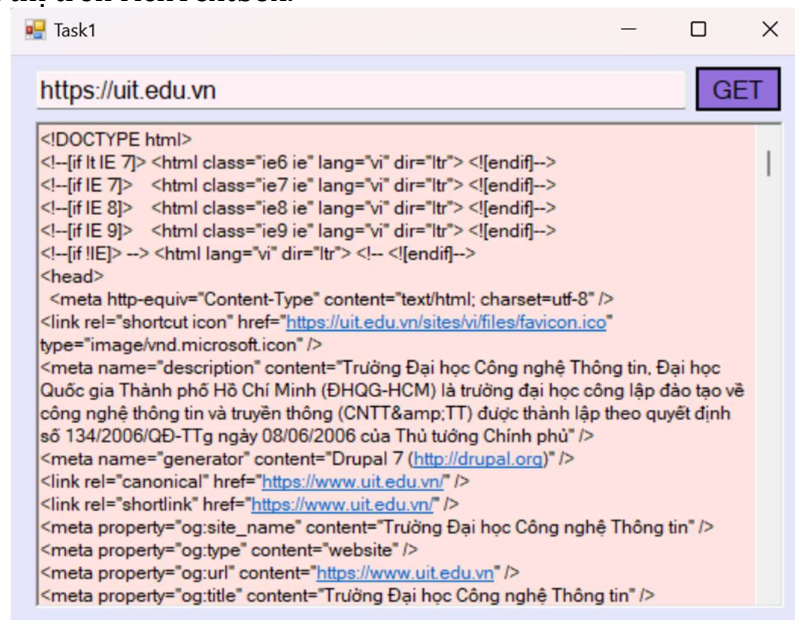 Task1
https://uit.edu.vn
GET
<!DOCTYPE html>
<!--[if lt IE 7]> <html class="ie6 ie" lang="vi" dir="ltr"> <![endif]-->
<!--[if IE 7]>    <html class="ie7 ie" lang="vi" dir="ltr"> <![endif]-->
<!--[if IE 8]>    <html class="ie8 ie" lang="vi" dir="ltr"> <![endif]-->
<!--[if IE 9]>    <html class="ie9 ie" lang="vi" dir="ltr"> <![endif]-->
<!--[if !IE]> --> <html lang="vi" dir="ltr"> <!-- <![endif]-->
<head>
  <meta http-equiv="Content-Type" content="text/html; charset=utf-8" />
<link rel="shortcut icon" href="https://uit.edu.vn/sites/vi/files/favicon.ico"
type="image/vnd.microsoft.icon" />
<meta name="description" content="Trường Đại học Công nghệ Thông tin, Đại học
Quốc gia Thành phố Hồ Chí Minh (ĐHQG-HCM) là trường đại học công lập đào tạo về
công nghệ thông tin và truyền thông (CNTT&amp;TT) được thành lập theo quyết định
số 134/2006/QĐ-TTg ngày 08/06/2006 của Thủ tướng Chính phủ" />
<meta name="generator" content="Drupal 7 (http://drupal.org)" />
<link rel="canonical" href="https://www.uit.edu.vn/" />
<link rel="shortlink" href="https://www.uit.edu.vn/" />
<meta property="og:site_name" content="Trường Đại học Công nghệ Thông tin" />
<meta property="og:type" content="website" />
<meta property="og:url" content="https://www.uit.edu.vn" />
<meta property="og:title" content="Trường Đại học Công nghệ Thông tin" />